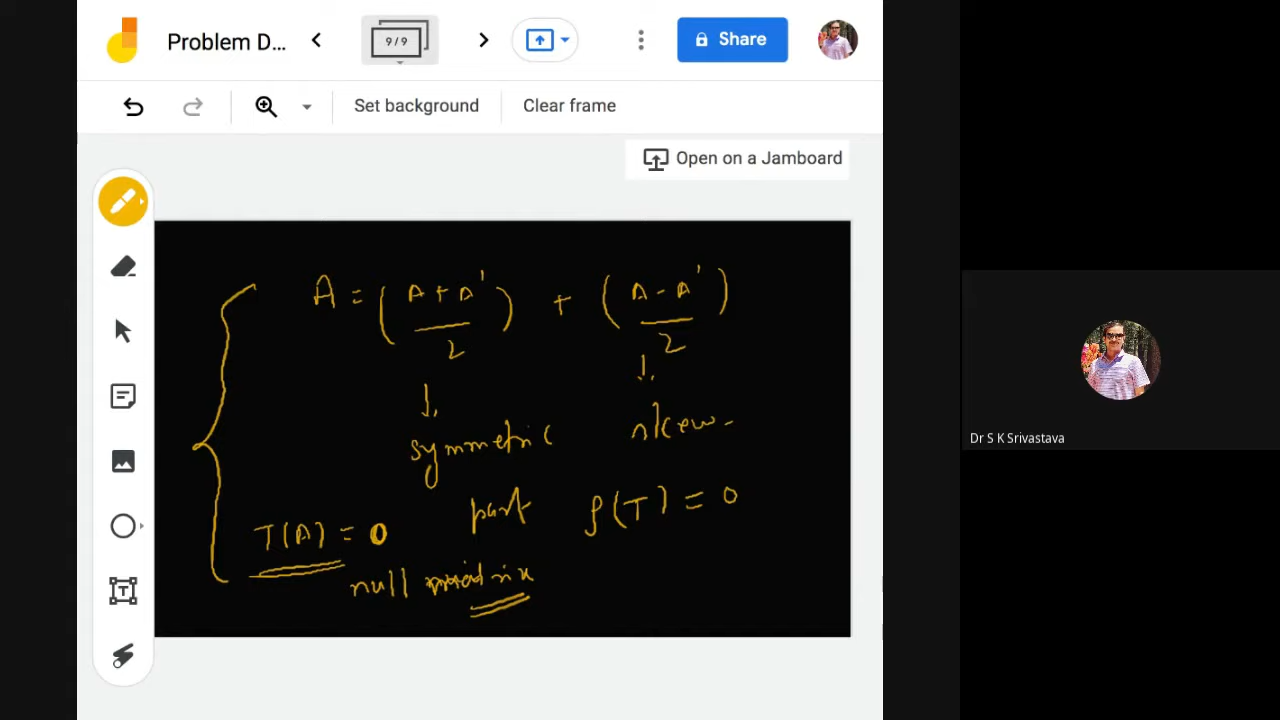 Problem D...
9/9
Share
Set background
Clear frame
Open on a Jamboard
A = (A + A' / 2) + (A - A' / 2)
symmetric skew -
part ρ(T) = 0
T(A) = 0
null matrix
Dr S K Srivastava